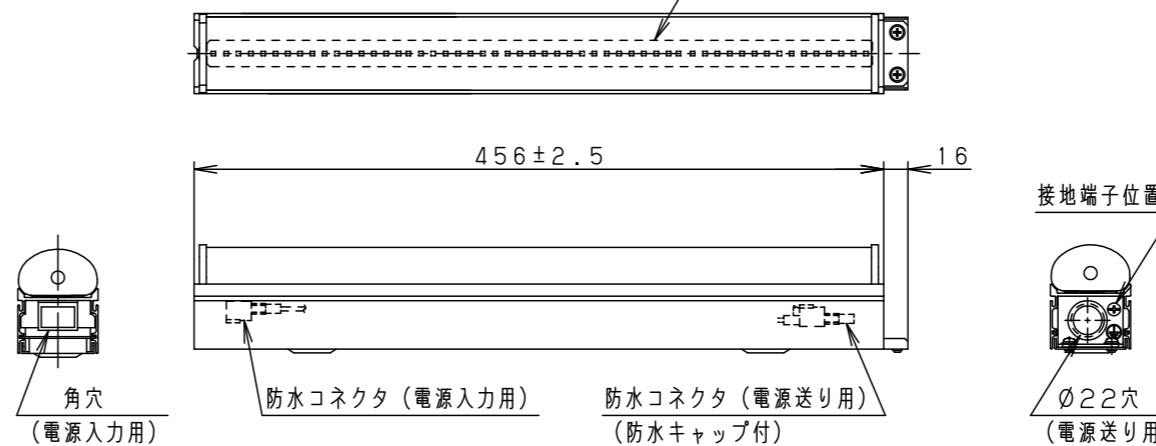 456±2.5
16
接地端子位置
角穴
(電源入力用)
防水コネクタ (電源入力用)
防水コネクタ (電源送り用)
(防水キャップ付)
Ø22穴
(電源送り用